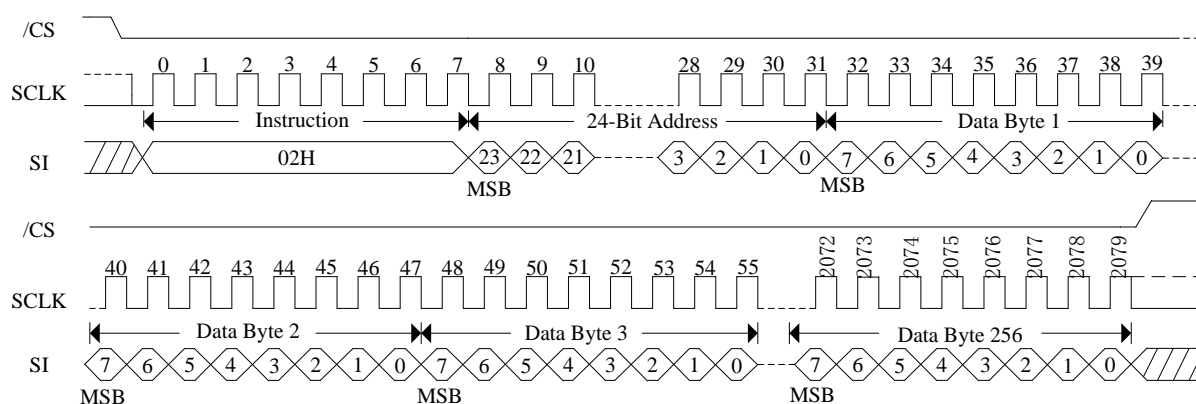 /CS
0 1 2 3 4 5 6 7 8 9 10 28 29 30 31 32 33 34 35 36 37 38 39
SCLK
Instruction 24-Bit Address Data Byte 1
SI 02H 23 22 21 3 2 1 0 7 6 5 4 3 2 1 0
MSB MSB
/CS
40 41 42 43 44 45 46 47 48 49 50 51 52 53 54 55 2072 2073 2074 2075 2076 2077 2078 2079
SCLK
Data Byte 2 Data Byte 3 Data Byte 256
SI 7 6 5 4 3 2 1 0 7 6 5 4 3 2 1 0 7 6 5 4 3 2 1 0
MSB MSB MSB